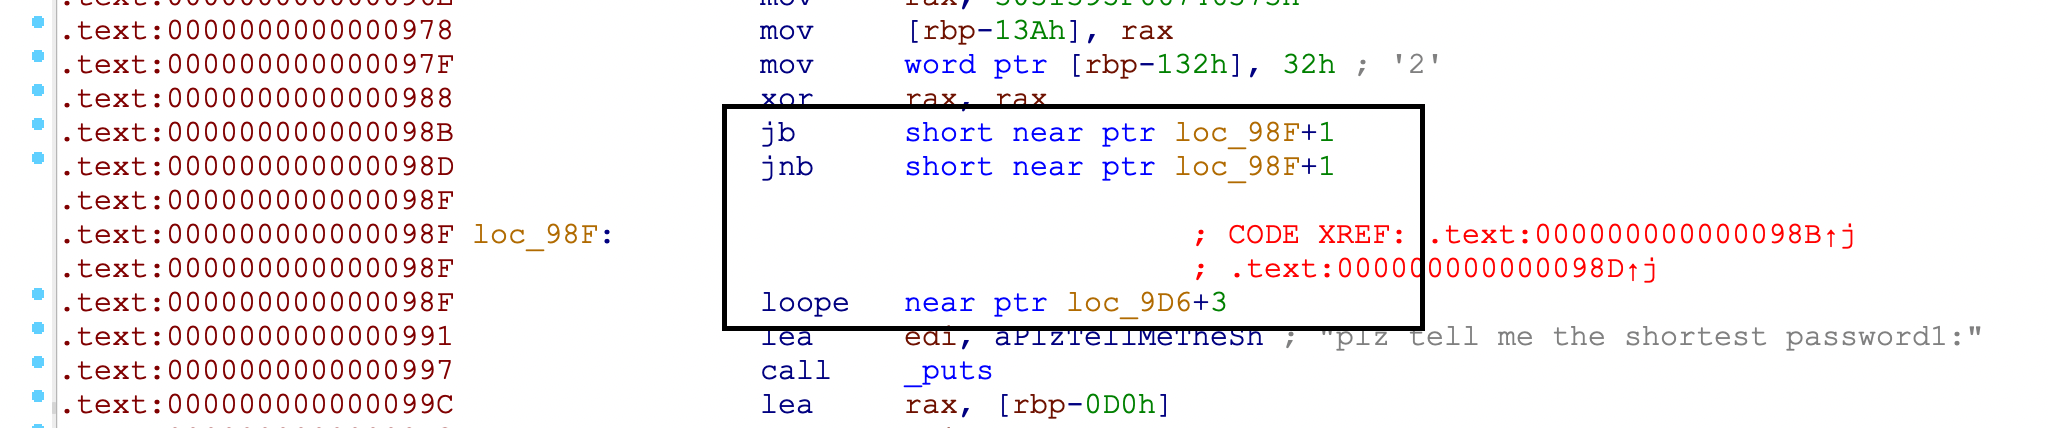 .text:0000000000000978 mov [rbp-13Ah], rax
.text:000000000000097F mov word ptr [rbp-132h], 32h ; '2'
.text:0000000000000988 xor rax, rax
.text:000000000000098B jb short near ptr loc_98F+1
.text:000000000000098D jnb short near ptr loc_98F+1
.text:000000000000098F
.text:000000000000098F loc_98F: ; CODE XREF: .text:000000000000098B↑j
.text:000000000000098F ; .text:000000000000098D↑j
.text:000000000000098F loope near ptr loc_9D6+3
.text:0000000000000991 lea edi, aPlzTellMeTheSh ; "plz tell me the shortest password1:"
.text:0000000000000997 call _puts
.text:000000000000099C lea rax, [rbp-0D0h]